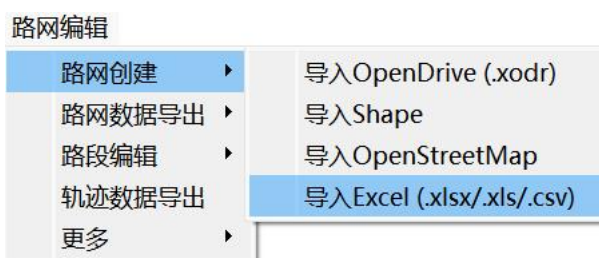 路网编辑
路网创建
路网数据导出
路段编辑
轨迹数据导出
更多
导入OpenDrive (.xodr)
导入Shape
导入OpenStreetMap
导入Excel (.xlsx/.xls/.csv)